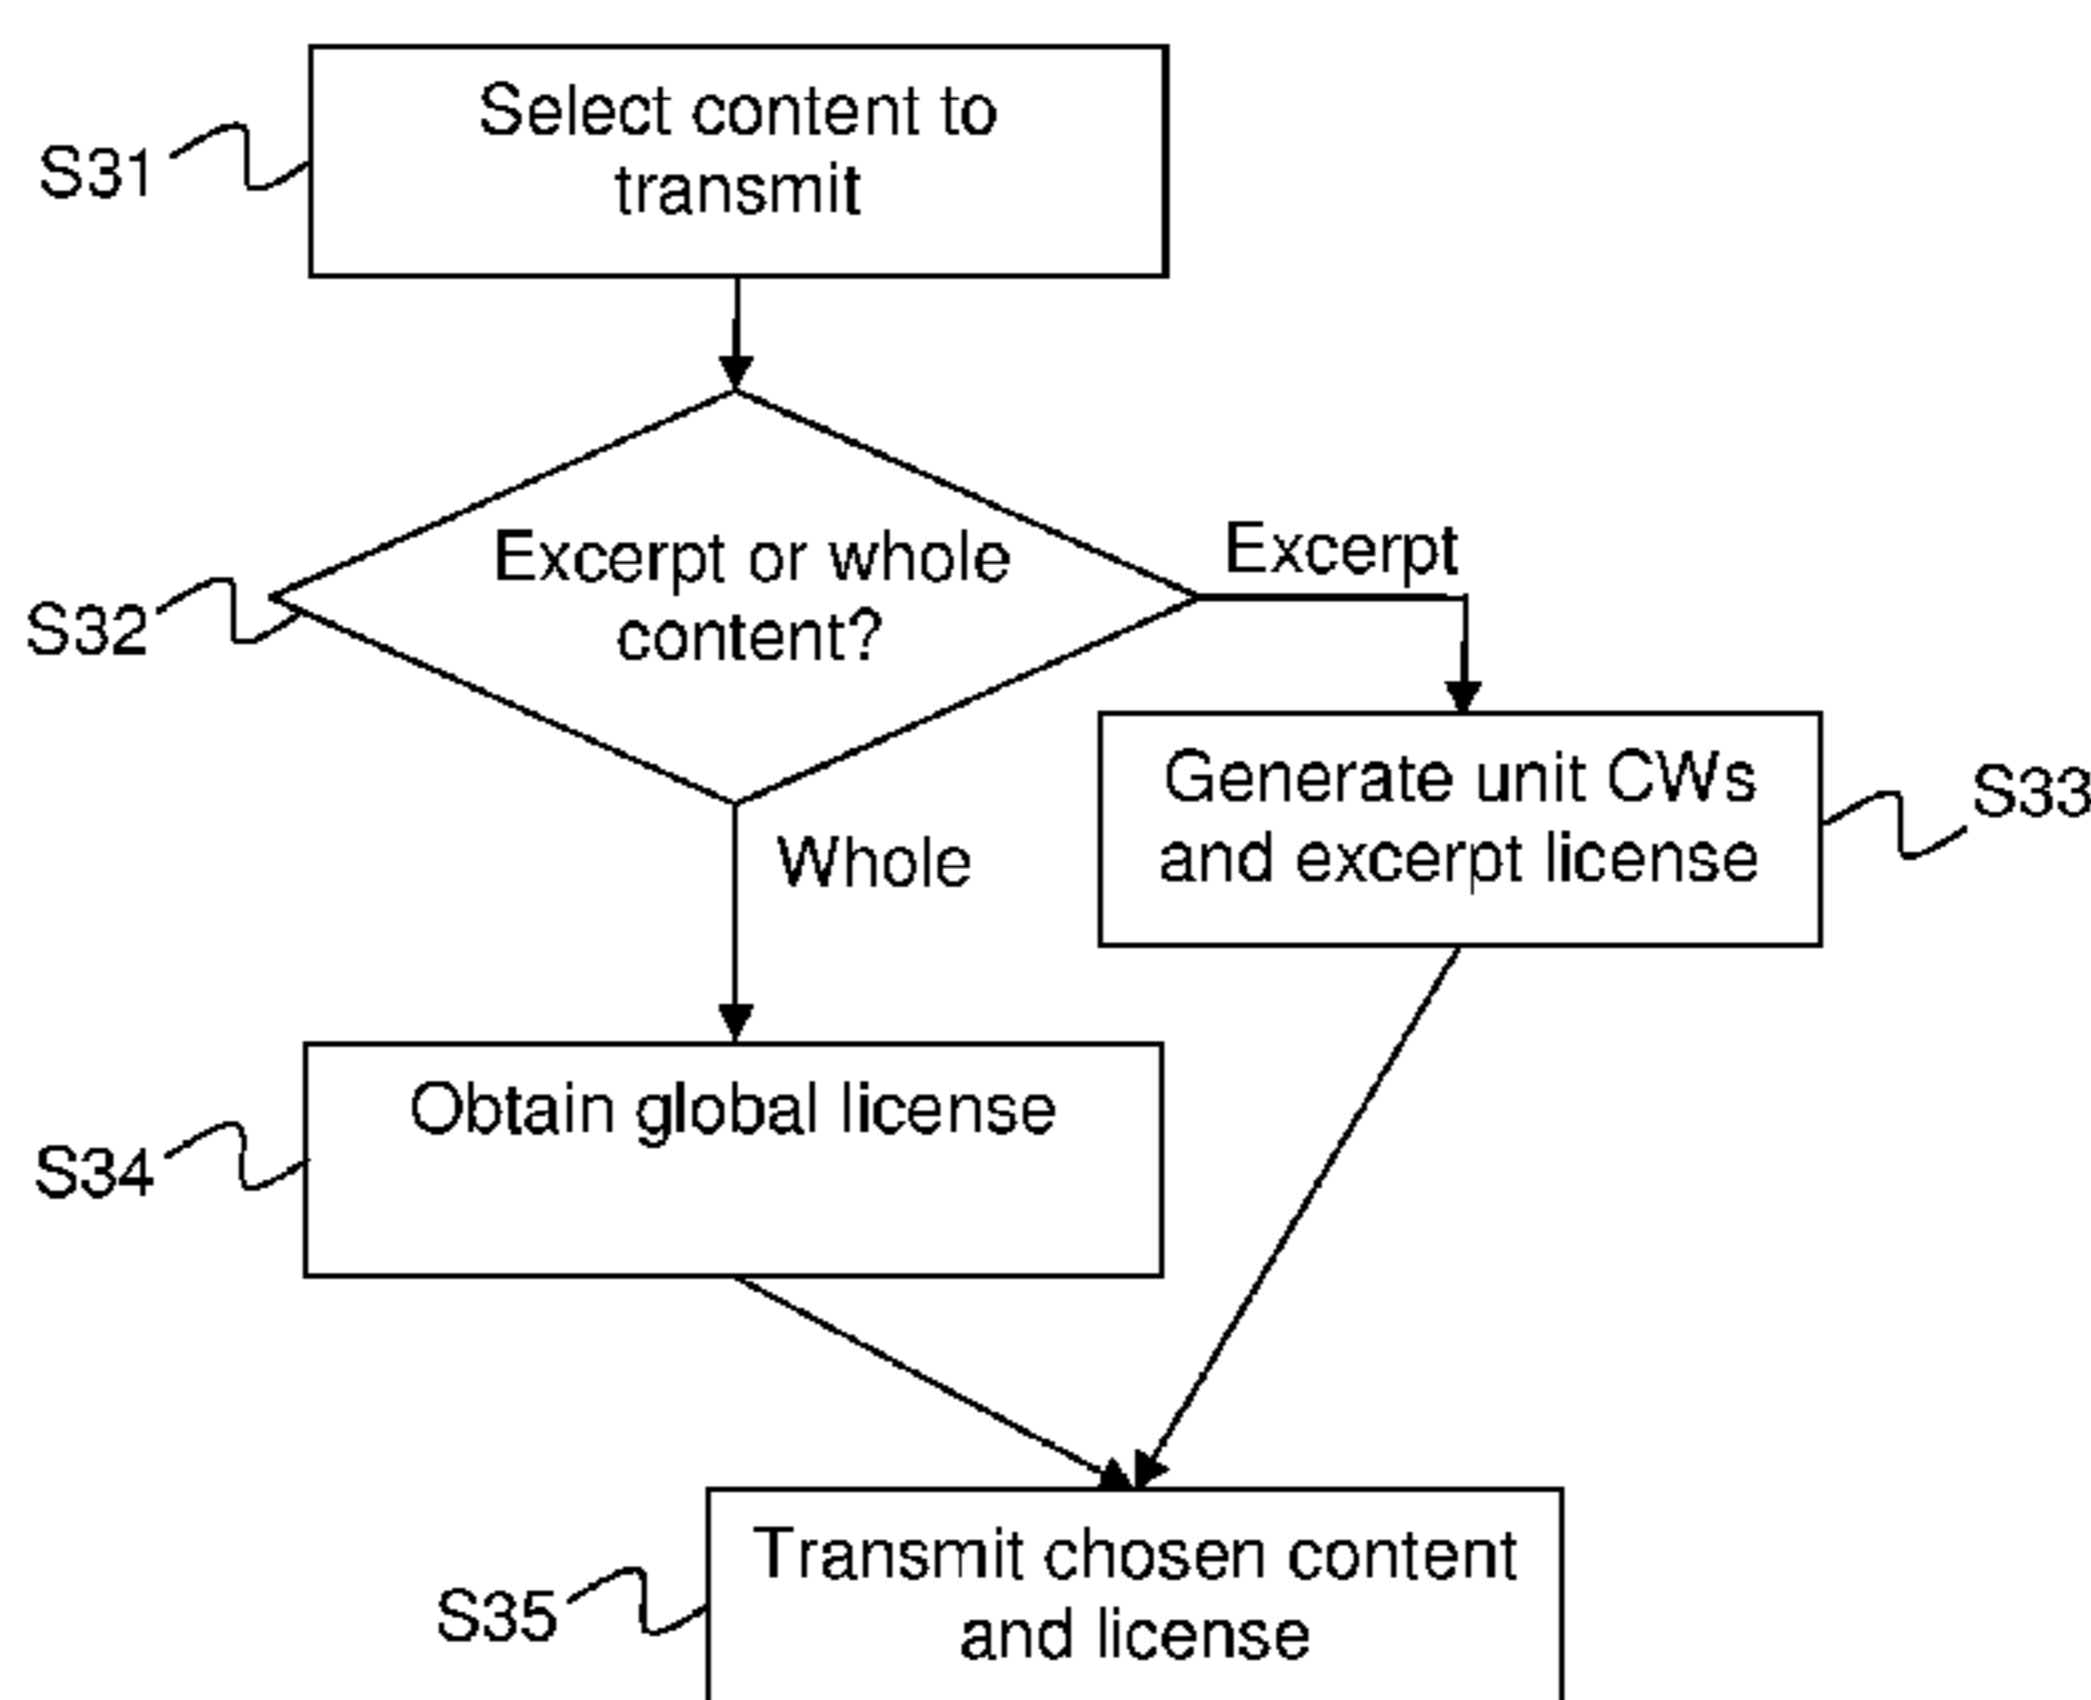 Select content to
transmit
S31
Excerpt or whole
content?
Excerpt
S32
Generate unit CWs
and excerpt license
S33
Whole
Obtain global license
S34
Transmit chosen content
and license
S35